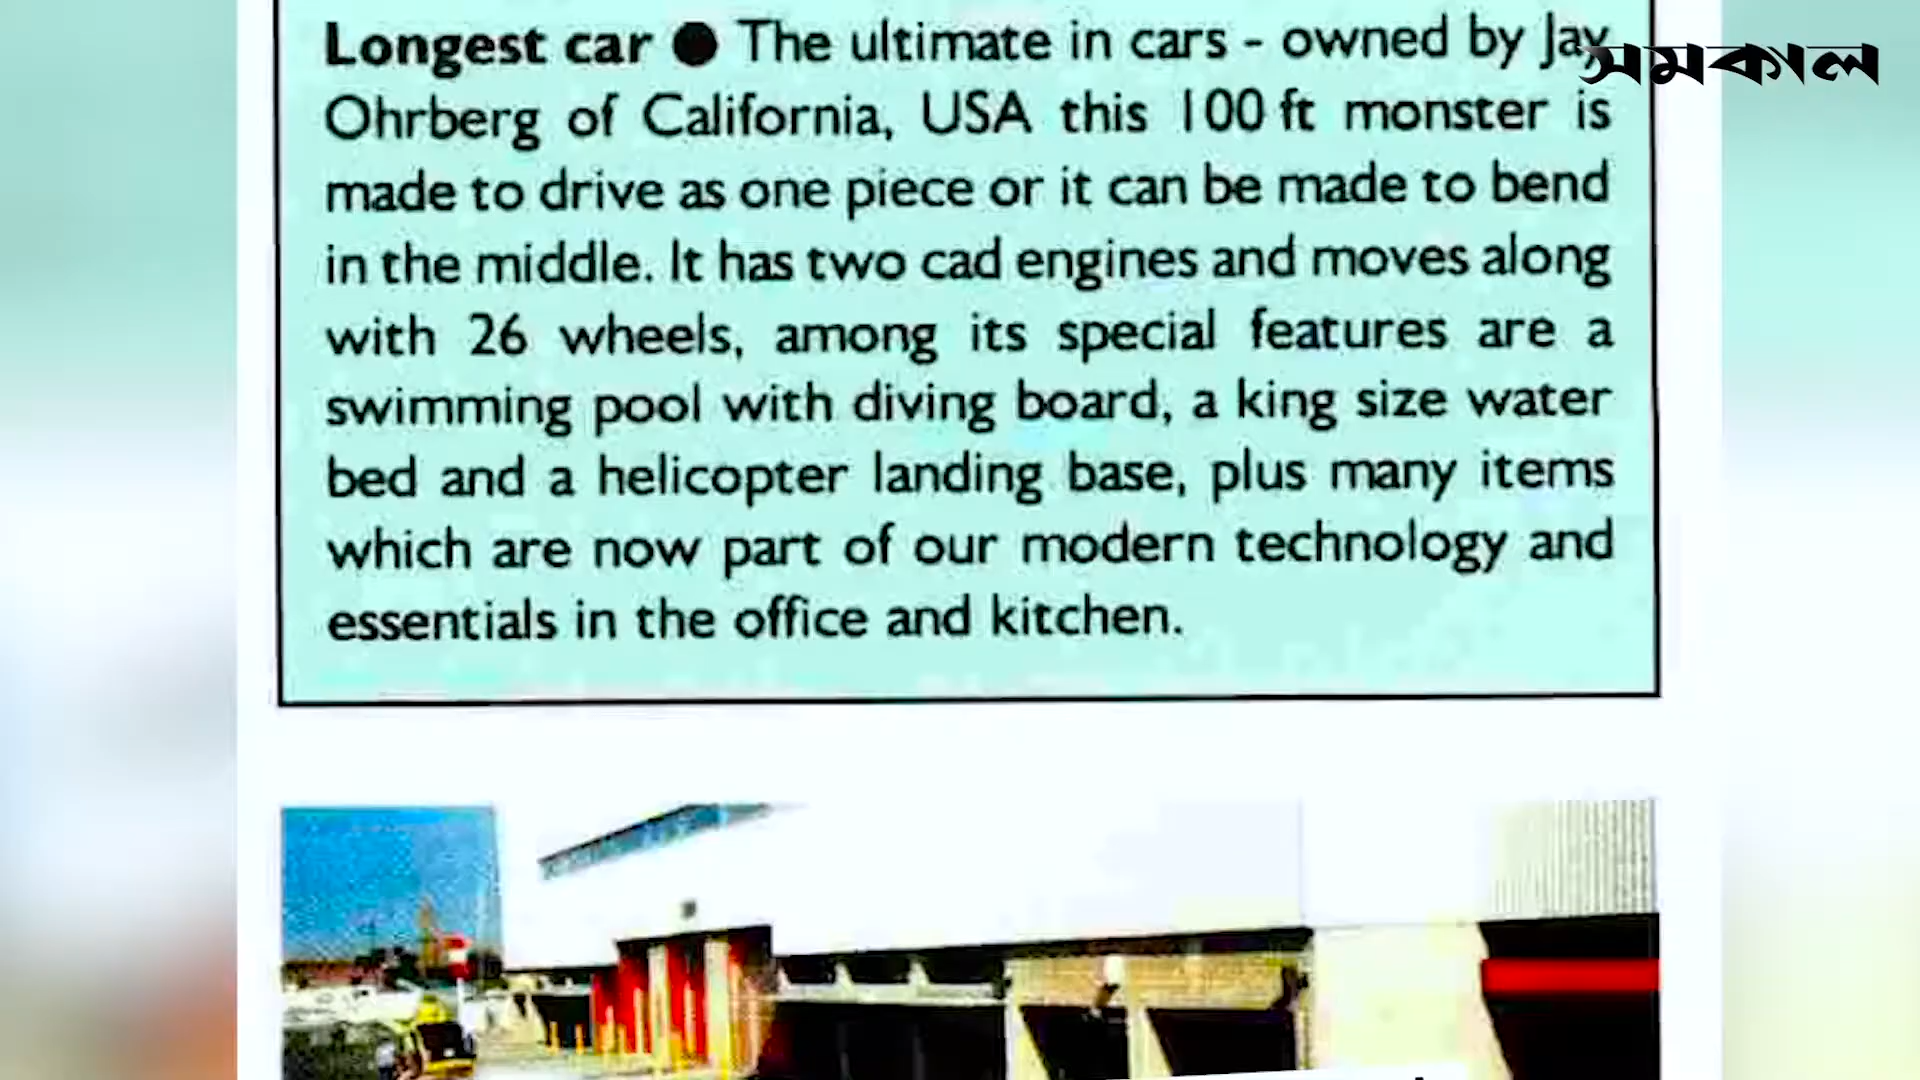 Longest car ● The ultimate in cars - owned by Jay
সমকাল
Ohrberg of California, USA this 100 ft monster is
made to drive as one piece or it can be made to bend
in the middle. It has two cad engines and moves along
with 26 wheels, among its special features are a
swimming pool with diving board, a king size water
bed and a helicopter landing base, plus many items
which are now part of our modern technology and
essentials in the office and kitchen.